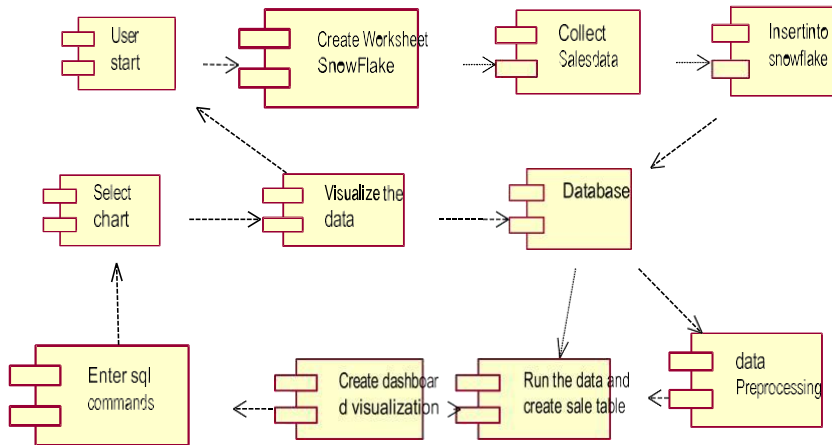 User
start
Create Worksheet
SnowFlake
Collect
Salesdata
Insertinto
snowflake
Select
chart
Visualize the
data
Database
Enter sql
commands
Create dashboar
d visualization
Run the data and
create sale table
data
Preprocessing